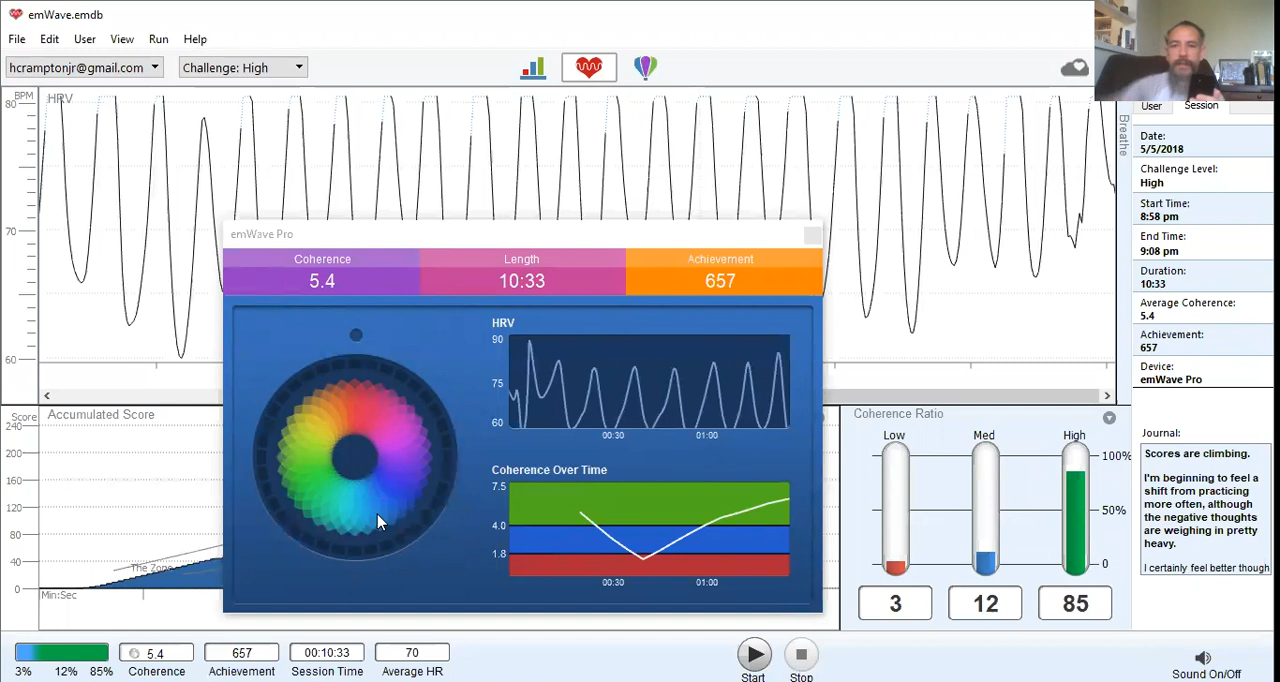 emWave.emdb
File Edit User View Run Help
hcramptonjr@gmail.com Challenge: High
BPM
HRV
80
70
60
Breathe
User Session
Date:
5/5/2018
Challenge Level:
High
Start Time:
8:58 pm
End Time:
9:08 pm
Duration:
10:33
Average Coherence:
5.4
Achievement:
657
Device:
emWave Pro
Journal:
Scores are climbing.
I'm beginning to feel a
shift from practicing
more often, although
the negative thoughts
are weighing in pretty
heavy.
I certainly feel better though
emWave Pro
Coherence Length Achievement
5.4 10:33 657
HRV
90
75
60
00:30 01:00
Coherence Over Time
7.5
4.0
1.8
00:30 01:00
Score
Accumulated Score
240
200
160
120
80
40
0
The Zone
Min:Sec
Coherence Ratio
Low Med High
100%
50%
0
3 12 85
3% 12% 85%
5.4
Coherence
657
Achievement
00:10:33
Session Time
70
Average HR
Start
Stop
Sound On/Off